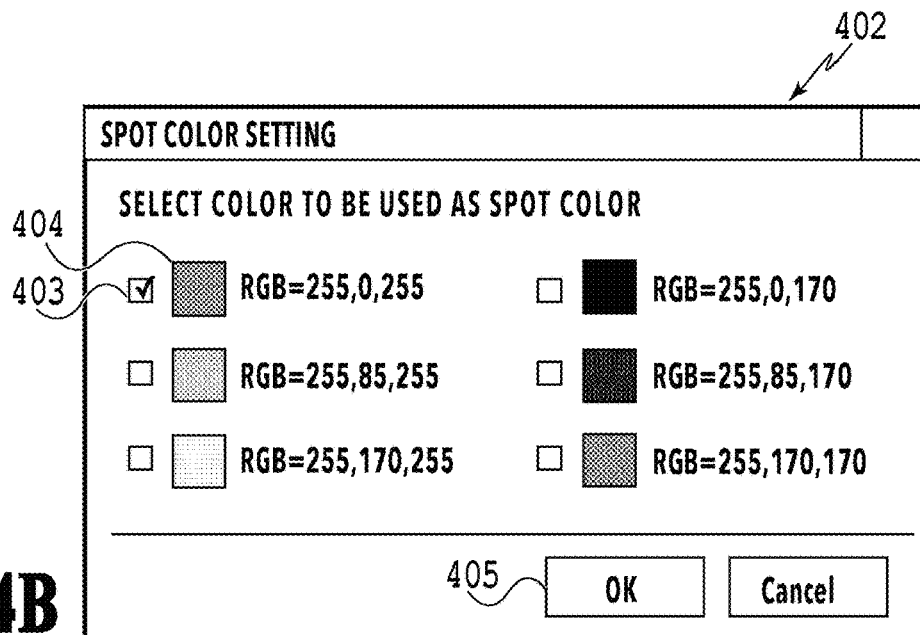 402
SPOT COLOR SETTING
SELECT COLOR TO BE USED AS SPOT COLOR
404
403
RGB=255,0,255
RGB=255,0,170
RGB=255,85,255
RGB=255,85,170
RGB=255,170,255
RGB=255,170,170
405
OK
Cancel
4B